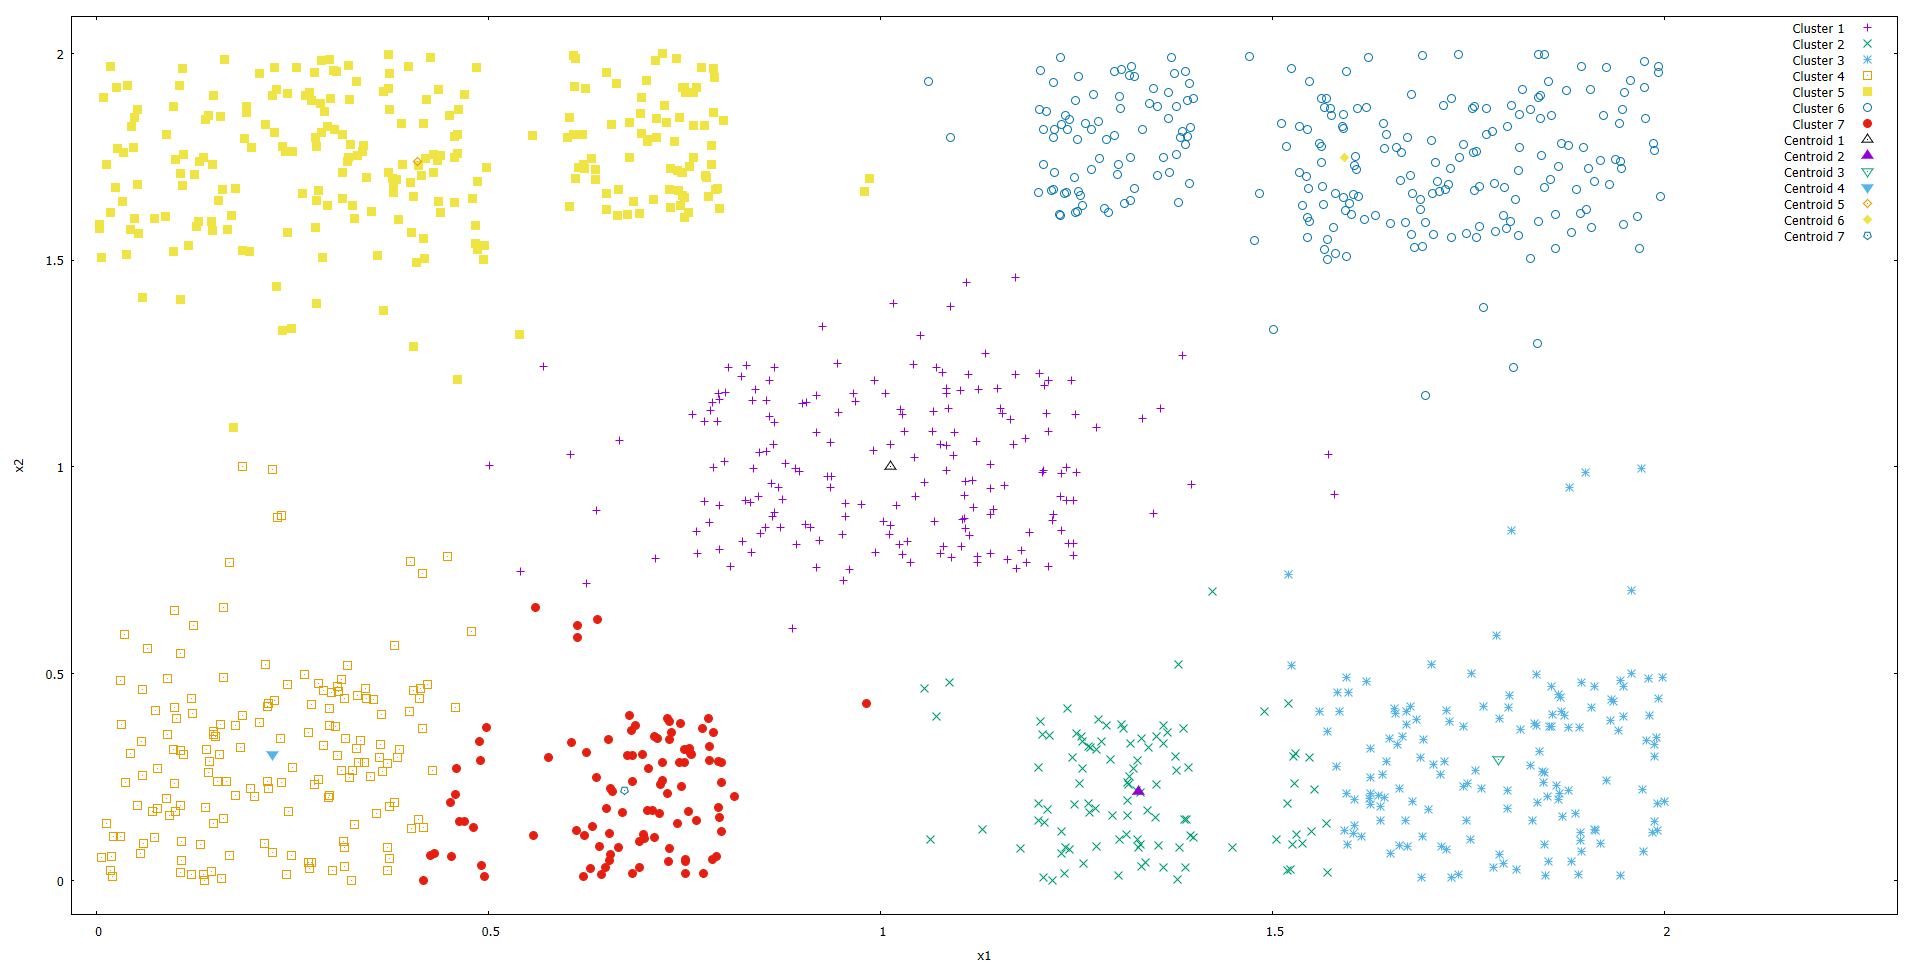 Cluster 1
Cluster 2
Cluster 3
Cluster 4
Cluster 5
Cluster 6
Cluster 7
Centroid 1
Centroid 2
Centroid 3
Centroid 4
Centroid 5
Centroid 6
Centroid 7
2
1.5
x2
1
0.5
0
0
0.5
1
1.5
2
x1